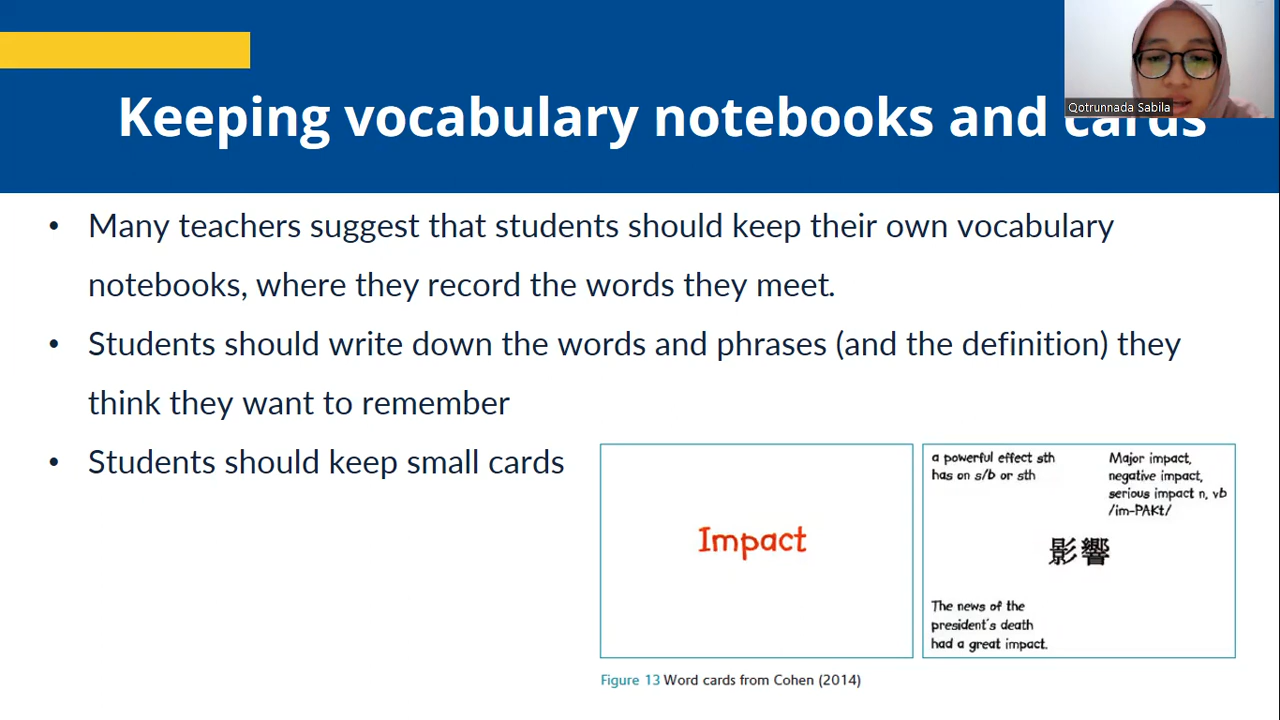 Qotrunnada Sabila
Keeping vocabulary notebooks and cards
• Many teachers suggest that students should keep their own vocabulary
notebooks, where they record the words they meet.
• Students should write down the words and phrases (and the definition) they
think they want to remember
• Students should keep small cards
Impact
a powerful effect sth
has on s/b or sth
Major impact,
negative impact,
serious impact n, vb
/im-PAKt/
影響
The news of the
president's death
had a great impact.
Figure 13 Word cards from Cohen (2014)